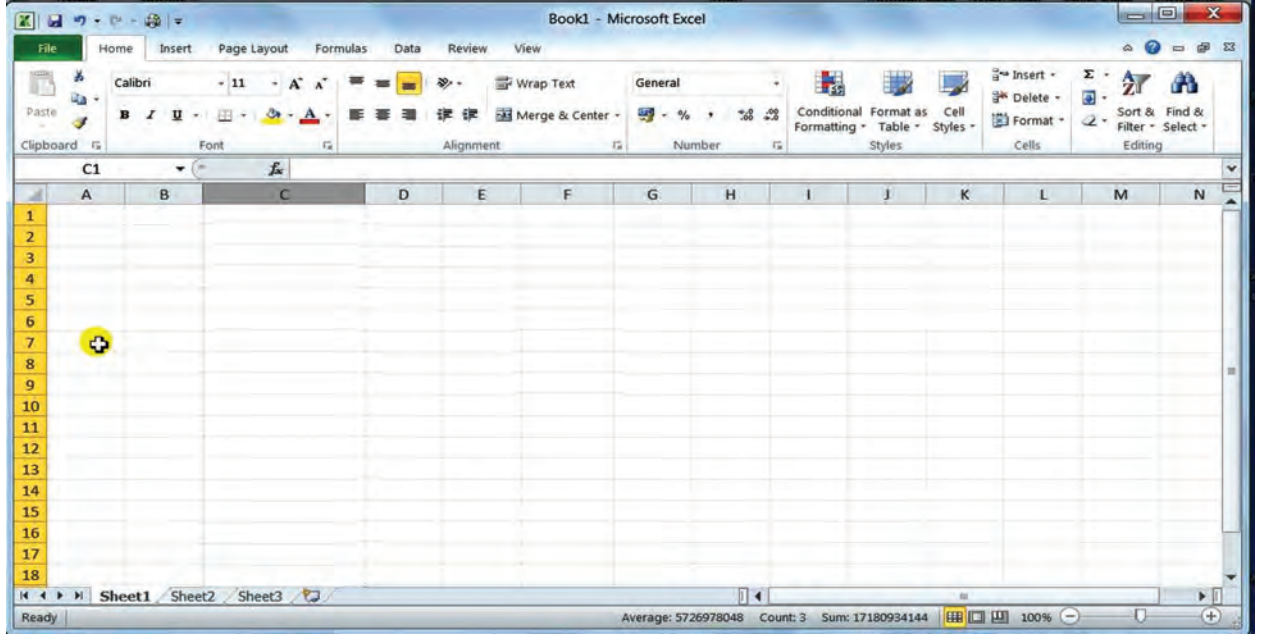 Book1 - Microsoft Excel
File Home Insert Page Layout Formulas Data Review View
Calibri 11 Wrap Text General Insert
Paste Conditional Format as Cell Delete Sort & Find &
B I U Merge & Center % , Formatting Table Styles Format Filter Select
Clipboard Font Alignment Number Styles Cells Editing
C1 fx
A B C D E F G H I J K L M N
1
2
3
4
5
6
7
8
9
10
11
12
13
14
15
16
17
18
Sheet1 Sheet2 Sheet3
Ready Average: 5726978048 Count: 3 Sum: 17180934144 100%